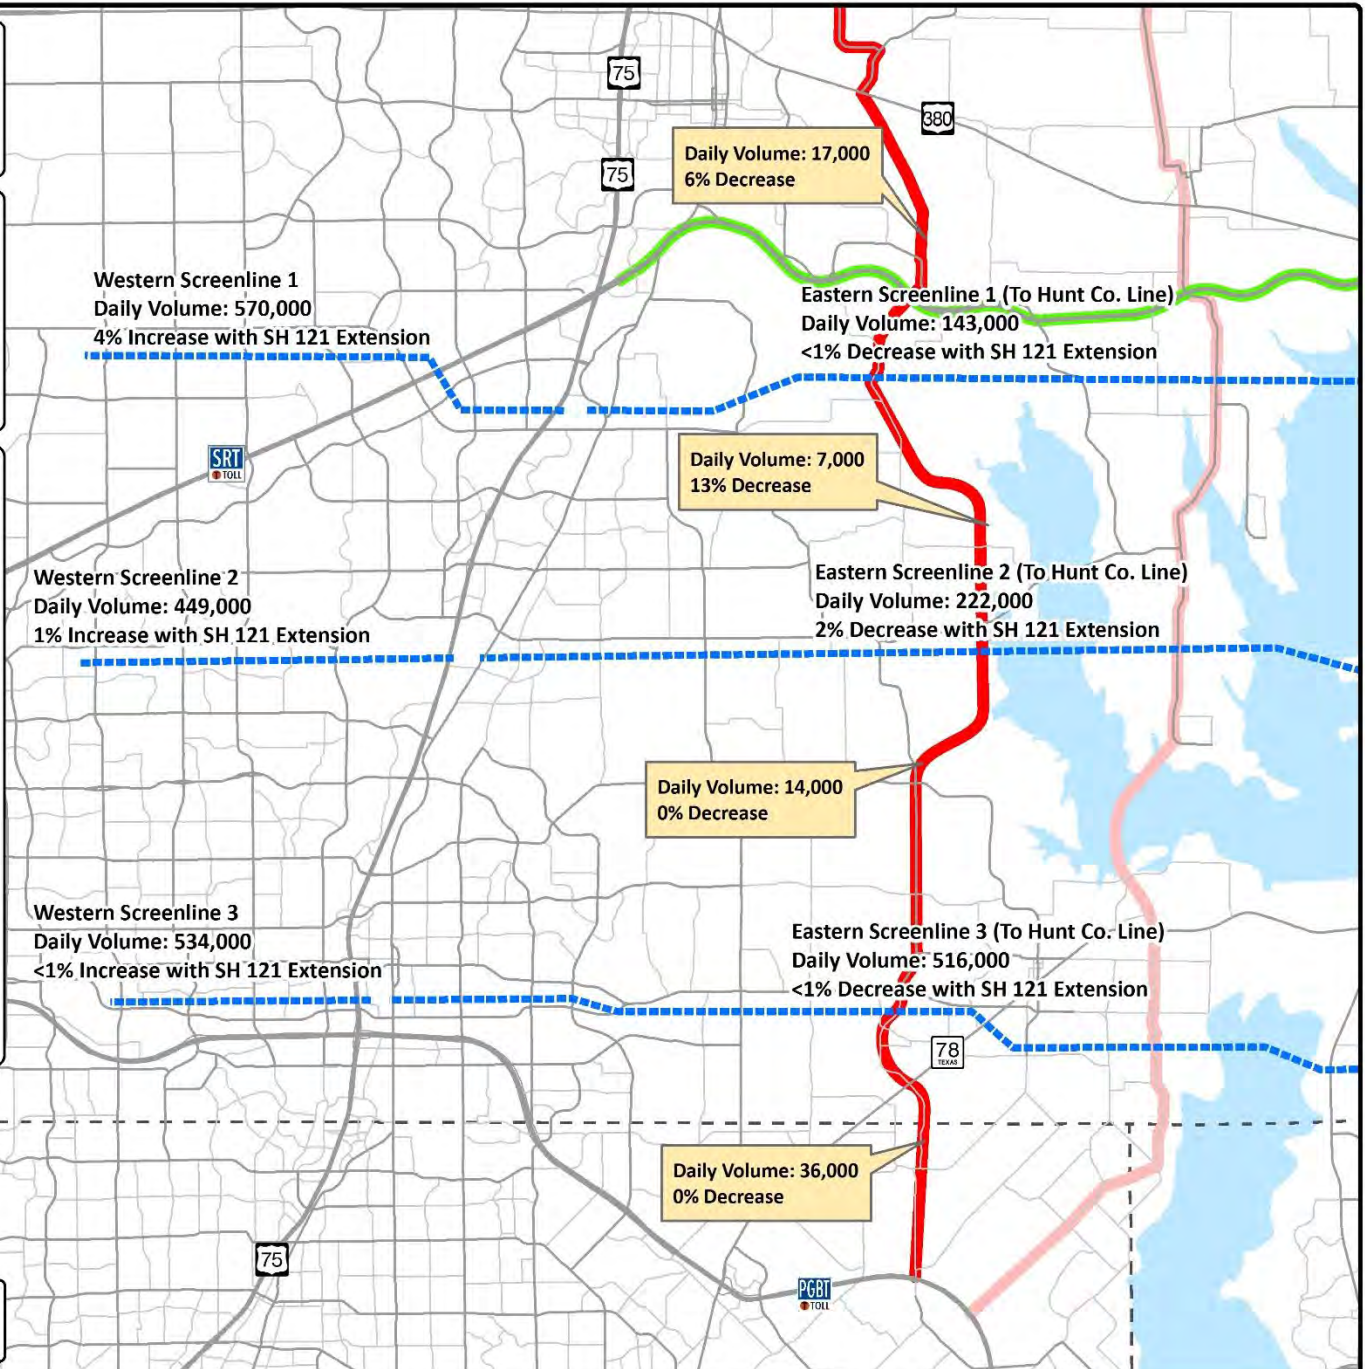 75
380
Daily Volume: 17,000
6% Decrease
75
Western Screenline 1
Daily Volume: 570,000
4% Increase with SH 121 Extension
Eastern Screenline 1 (To Hunt Co. Line)
Daily Volume: 143,000
<1% Decrease with SH 121 Extension
SRT
TOLL
Daily Volume: 7,000
13% Decrease
Western Screenline 2
Daily Volume: 449,000
1% Increase with SH 121 Extension
Eastern Screenline 2 (To Hunt Co. Line)
Daily Volume: 222,000
2% Decrease with SH 121 Extension
Daily Volume: 14,000
0% Decrease
Western Screenline 3
Daily Volume: 534,000
<1% Increase with SH 121 Extension
Eastern Screenline 3 (To Hunt Co. Line)
Daily Volume: 516,000
<1% Decrease with SH 121 Extension
78
TEXAS
Daily Volume: 36,000
0% Decrease
75
PGBT
TOLL